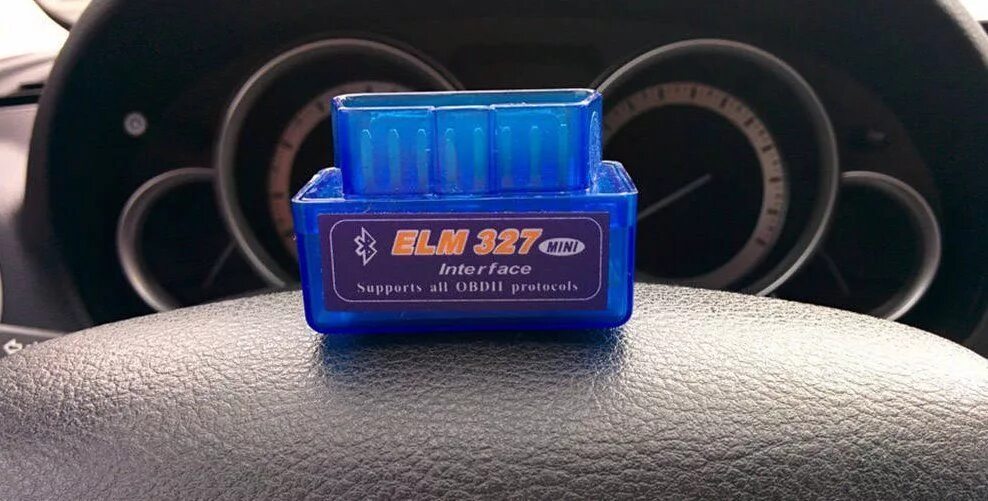 ELM 327 MINI
Interface
Supports all OBDII protocols